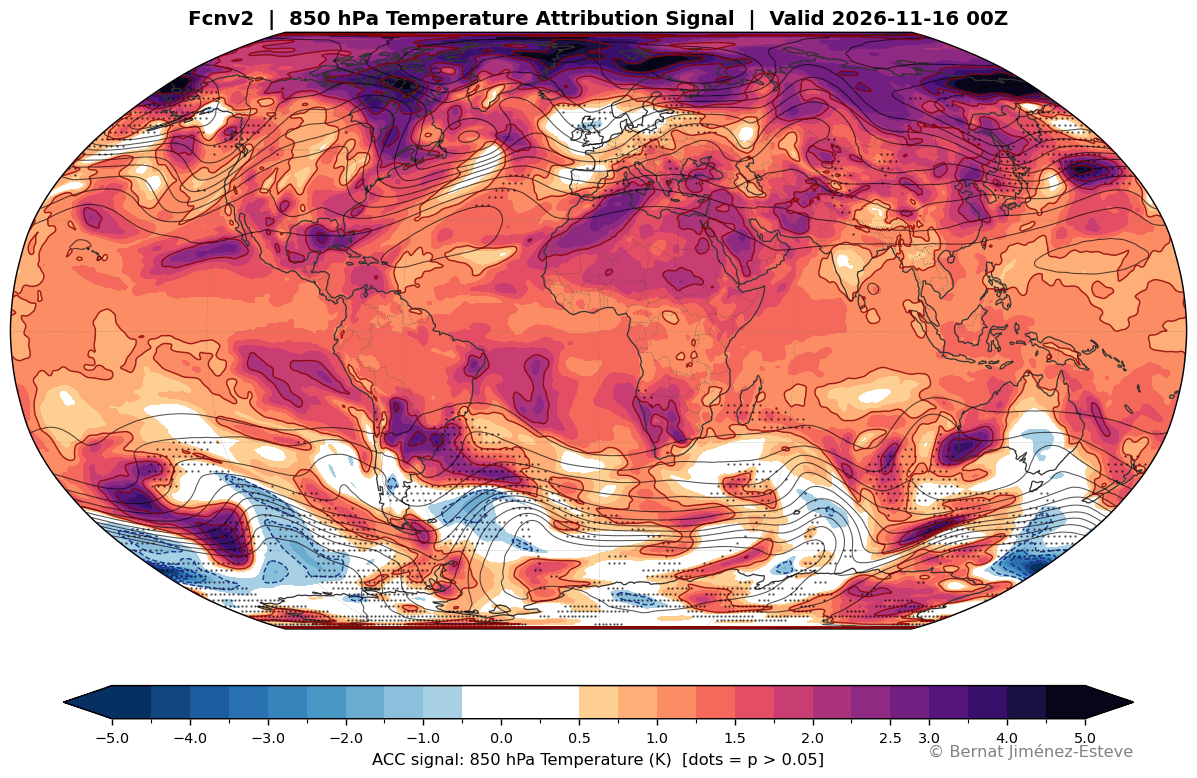 Fcnv2 | 850 hPa Temperature Attribution Signal | Valid 2026-11-16 00Z
−5.0 −4.0 −3.0 −2.0 −1.0 0.0 0.5 1.0 1.5 2.0 2.5 3.0 4.0 5.0
ACC signal: 850 hPa Temperature (K) [dots = p > 0.05]
© Bernat Jiménez-Esteve